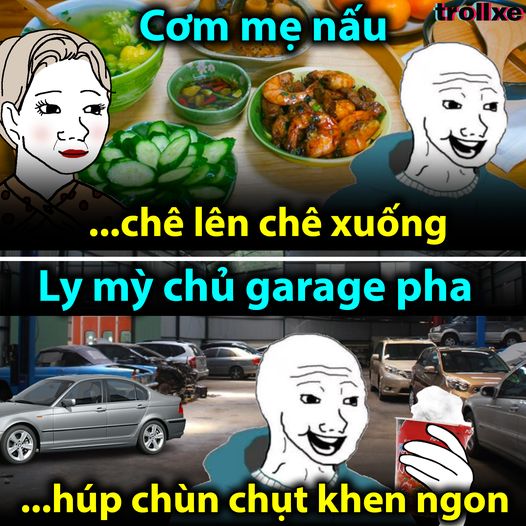 trollxe
Cơm mẹ nấu
...chê lên chê xuống
Ly mỳ chủ garage pha
...húp chùn chụt khen ngon